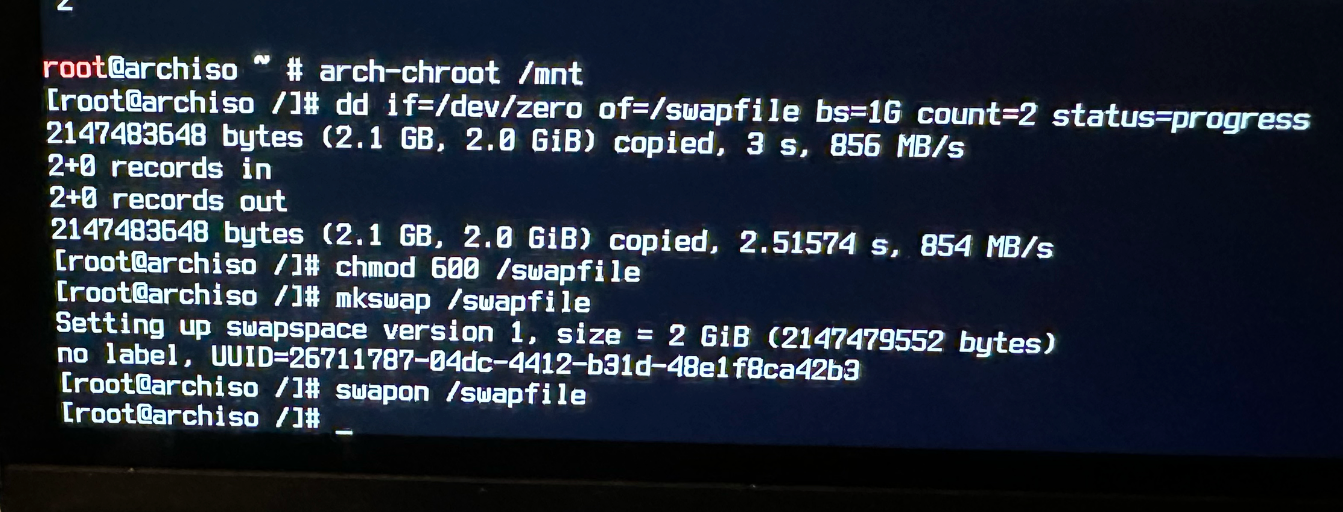 root@archiso ~ # arch-chroot /mnt
[root@archiso /]# dd if=/dev/zero of=/swapfile bs=1G count=2 status=progress
2147483648 bytes (2.1 GB, 2.0 GiB) copied, 3 s, 856 MB/s
2+0 records in
2+0 records out
2147483648 bytes (2.1 GB, 2.0 GiB) copied, 2.51574 s, 854 MB/s
[root@archiso /]# chmod 600 /swapfile
[root@archiso /]# mkswap /swapfile
Setting up swapspace version 1, size = 2 GiB (2147479552 bytes)
no label, UUID=26711787-04dc-4412-b31d-48e1f8ca42b3
[root@archiso /]# swapon /swapfile
[root@archiso /]# _